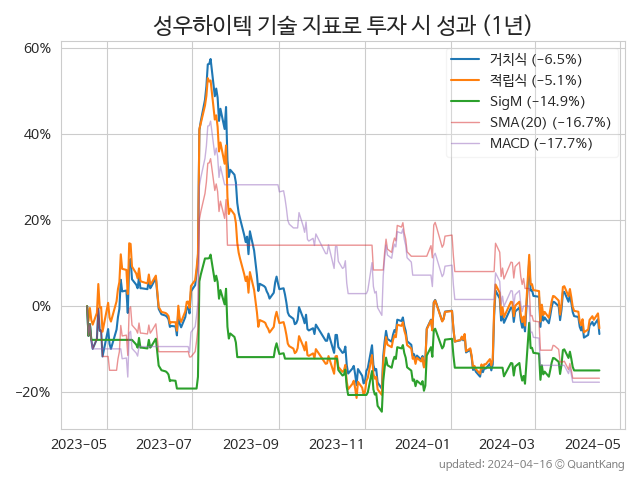 성우하이텍 기술 지표로 투자 시 성과 (1년)
60%
40%
20%
0%
−20%
거치식 (−6.5%)
적립식 (−5.1%)
SigM (−14.9%)
SMA(20) (−16.7%)
MACD (−17.7%)
2023−05
2023−07
2023−09
2023−11
2024−01
2024−03
2024−05
updated: 2024−04−16 ⓒ QuantKang